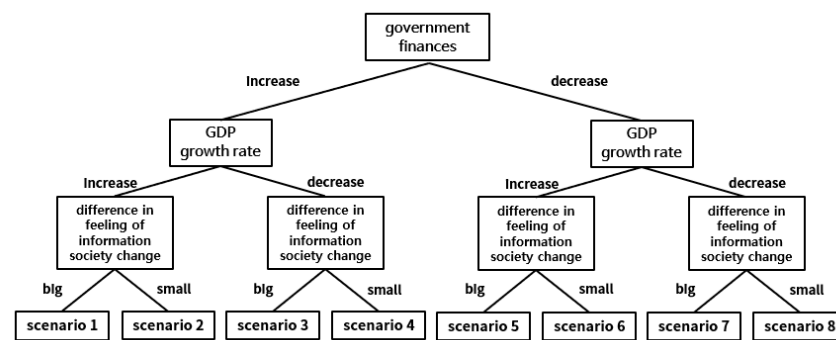 government
finances
Increase
decrease
GDP
growth rate
GDP
growth rate
Increase
decrease
Increase
decrease
difference in
feeling of
information
society change
difference in
feeling of
information
society change
difference in
feeling of
information
society change
difference in
feeling of
information
society change
big
small
big
small
big
small
big
small
scenario 1
scenario 2
scenario 3
scenario 4
scenario 5
scenario 6
scenario 7
scenario 8